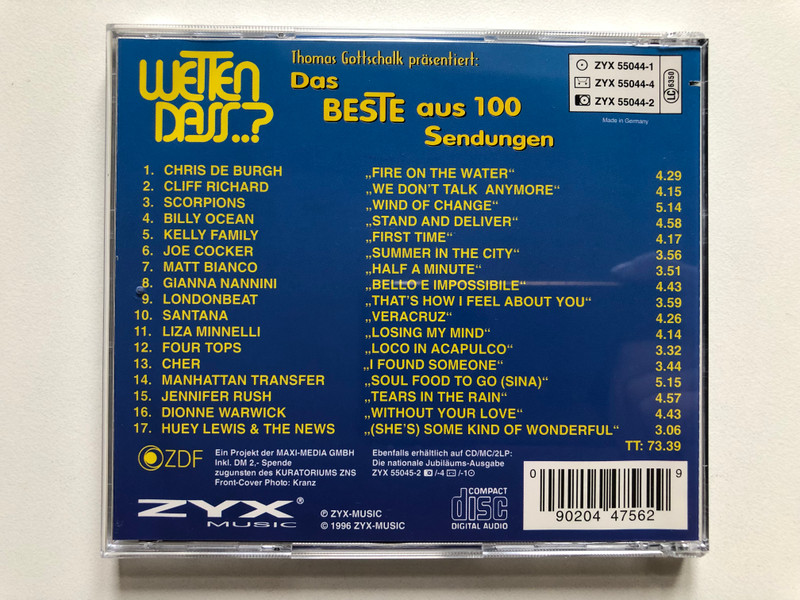 WETTEN
DASS..?
Thomas Gottschalk präsentiert:
Das
BESTE aus 100
Sendungen
ZYX 55044-1
ZYX 55044-4
ZYX 55044-2
LC 6350
Made in Germany
1. CHRIS DE BURGH „FIRE ON THE WATER“ 4.29
2. CLIFF RICHARD „WE DON'T TALK ANYMORE“ 4.15
3. SCORPIONS „WIND OF CHANGE“ 5.14
4. BILLY OCEAN „STAND AND DELIVER“ 4.58
5. KELLY FAMILY „FIRST TIME“ 4.17
6. JOE COCKER „SUMMER IN THE CITY“ 3.56
7. MATT BIANCO „HALF A MINUTE“ 3.51
8. GIANNA NANNINI „BELLO E IMPOSSIBILE“ 4.43
9. LONDONBEAT „THAT'S HOW I FEEL ABOUT YOU“ 3.59
10. SANTANA „VERACRUZ“ 4.26
11. LIZA MINNELLI „LOSING MY MIND“ 4.14
12. FOUR TOPS „LOCO IN ACAPULCO“ 3.32
13. CHER „I FOUND SOMEONE“ 3.44
14. MANHATTAN TRANSFER „SOUL FOOD TO GO (SINA)“ 5.15
15. JENNIFER RUSH „TEARS IN THE RAIN“ 4.57
16. DIONNE WARWICK „WITHOUT YOUR LOVE“ 4.43
17. HUEY LEWIS & THE NEWS „(SHE'S) SOME KIND OF WONDERFUL“ 3.06
TT: 73.39
ZDF
Ein Projekt der MAXI-MEDIA GMBH
Inkl. DM 2,- Spende
zugunsten des KURATORIUMS ZNS
Front-Cover Photo: Kranz
Ebenfalls erhältlich auf CD/MC/2LP:
Die nationale Jubiläums-Ausgabe
ZYX 55045-2 /-4 /-1
ZYX®
MUSIC
℗ ZYX-MUSIC
© 1996 ZYX-MUSIC
COMPACT
disc
DIGITAL AUDIO
0 90204 47562 9